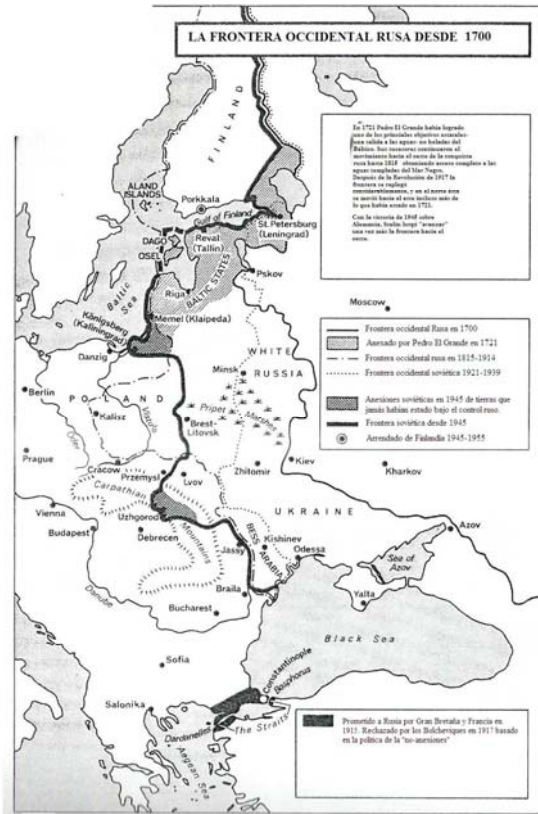 LA FRONTERA OCCIDENTAL RUSA DESDE 1700
En 1721 Pedro El Grande había logrado
uno de los principales objetivos
una salida a las aguas no heladas del
Báltico. Sus sucesores continuaron el
movimiento hacia el oeste de la conquista
rusa hasta 1815 obteniendo acceso completo a las
aguas templadas del Mar Negro.
Después de la Revolución de 1917 la
frontera se replegó
considerablemente, y en el norte ésta
se movió hacia el este incluso más de
lo que había estado en 1721.
Con la victoria de 1945 sobre
Alemania, Stalin logró "avanzar"
una vez más la frontera hacia el
oeste.
FINLAND
ALAND
ISLANDS
Porkkala
Gulf of Finland
St. Petersburg
(Leningrad)
DAGO
OSEL
Reval
(Tallin)
Baltic
Sea
Riga
BALTIC STATES
Pskov
Moscow
Memel (Klaipeda)
Königsberg
(Kaliningrad)
Danzig
WHITE
RUSSIA
Minsk
Frontera occidental Rusa en 1700
Anexado por Pedro El Grande en 1721
Frontera occidental rusa en 1815-1914
Frontera occidental soviética 1921-1939
Anexiones soviéticas en 1945 de tierras que
jamás habían estado bajo el control ruso.
Frontera soviética desde 1945
Arrendado de Finlandia 1945-1955
Berlin
POLAND
Kalisz
Vistula
Oder
Pripet
Marshes
Brest-
Litovsk
Prague
Cracow
Przemysl
Lvov
Zhitomir
Kiev
Kharkov
Carpathian
Mountains
Vienna
Uzhgorod
Budapest
Debrecen
UKRAINE
Azov
Jassy
Kishinev
BESSARABIA
Odessa
Sea of
Azov
Danube
Braila
Bucharest
Yalta
Black Sea
Sofia
Constantinople
Bosphorus
Salonika
Dardanelles
The Straits
Aegean Sea
Prometido a Rusia por Gran Bretaña y Francia en
1915. Rechazado por los Bolcheviques en 1917 basado
en la política de la "no-anexiones"